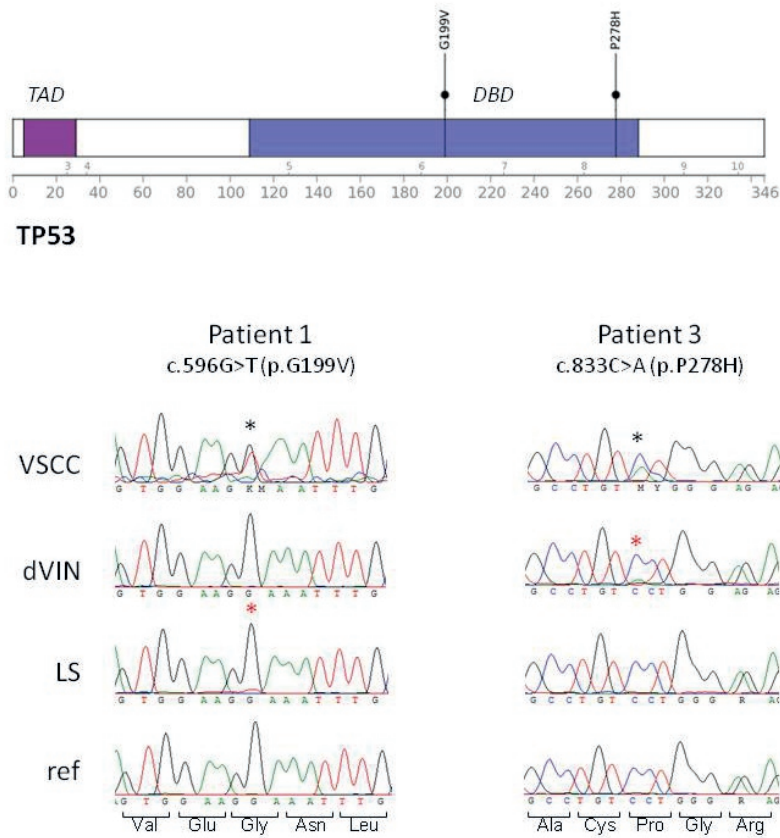 G199V
P278H
TAD
DBD
3 4 5 6 7 8 9 10
0 20 40 60 80 100 120 140 160 180 200 220 240 260 280 300 320 346
TP53
Patient 1
c.596G>T (p.G199V)
Patient 3
c.833C>A (p.P278H)
*
*
VSCC
G T G G A A G K M A A T T T G
G C C T G T M Y G G G A G A G
*
dVIN
G T G G A A G G A A A T T T G
G C C T G T C C T G G A G A G
*
LS
G T G G A A G G A A A T T T G
G C C T G T C C T G G G R A G
ref
G T G G A A G G A A A T T T G
G C C T G T C C T G G G R A G
Val Glu Gly Asn Leu
Ala Cys Pro Gly Arg